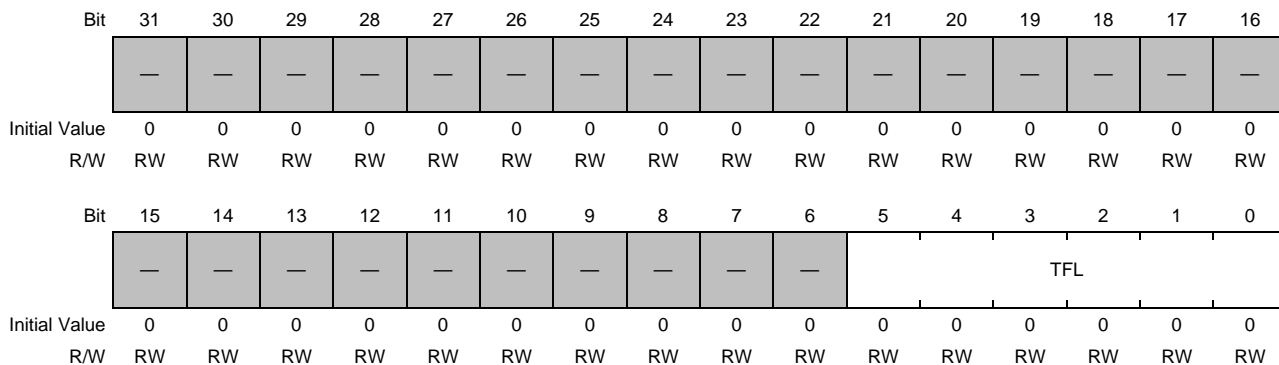 Bit 31 30 29 28 27 26 25 24 23 22 21 20 19 18 17 16
— — — — — — — — — — — — — — — —
Initial Value 0 0 0 0 0 0 0 0 0 0 0 0 0 0 0 0
R/W RW RW RW RW RW RW RW RW RW RW RW RW RW RW RW RW
Bit 15 14 13 12 11 10 9 8 7 6 5 4 3 2 1 0
— — — — — — — — — — TFL
Initial Value 0 0 0 0 0 0 0 0 0 0 0 0 0 0 0 0
R/W RW RW RW RW RW RW RW RW RW RW RW RW RW RW RW RW